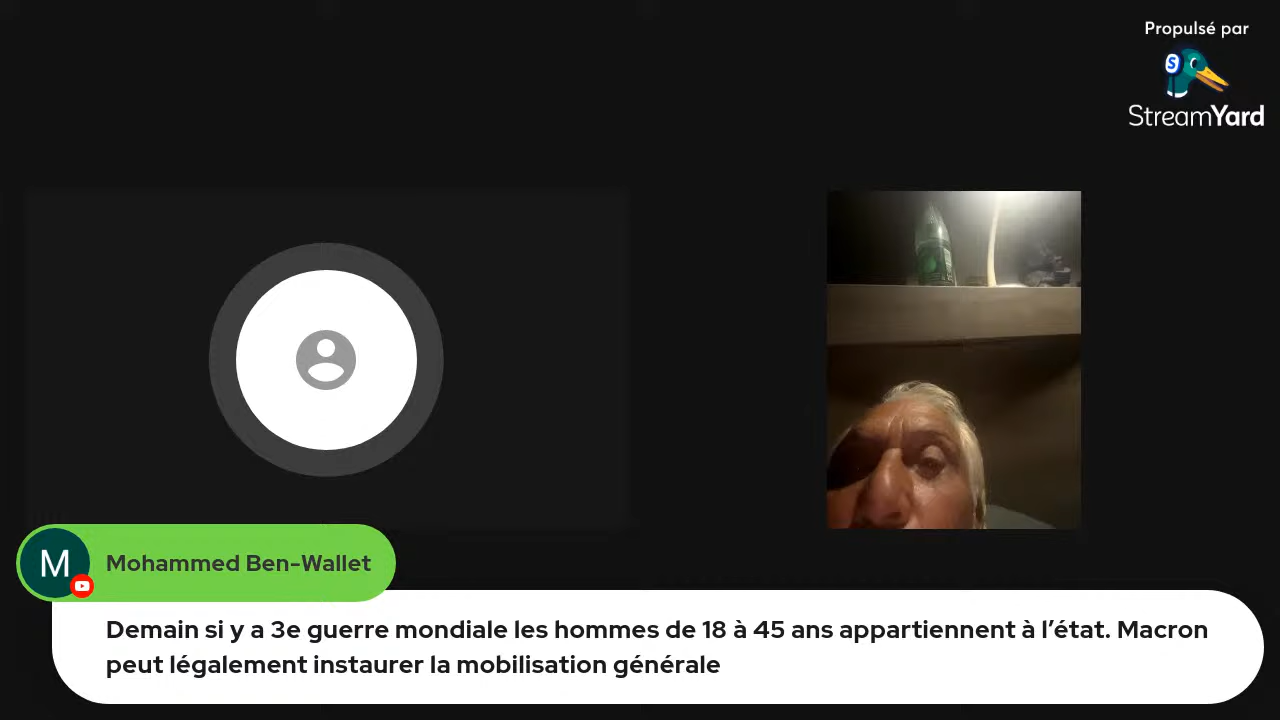 Propulsé par
S
StreamYard
M
Mohammed Ben-Wallet
Demain si y a 3e guerre mondiale les hommes de 18 à 45 ans appartiennent à l’état. Macron
peut légalement instaurer la mobilisation générale